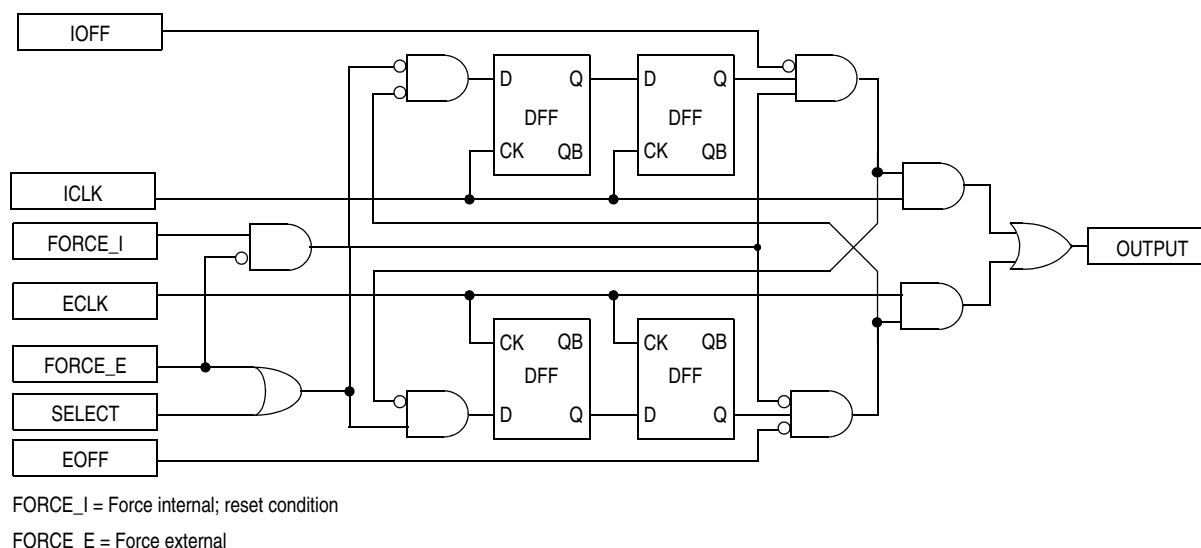 IOFF
D Q D Q
DFF DFF
CK QB CK QB
ICLK
FORCE_I
OUTPUT
ECLK
CK QB CK QB
FORCE_E
DFF DFF
SELECT
D Q D Q
EOFF
FORCE_I = Force internal; reset condition
FORCE_E = Force external